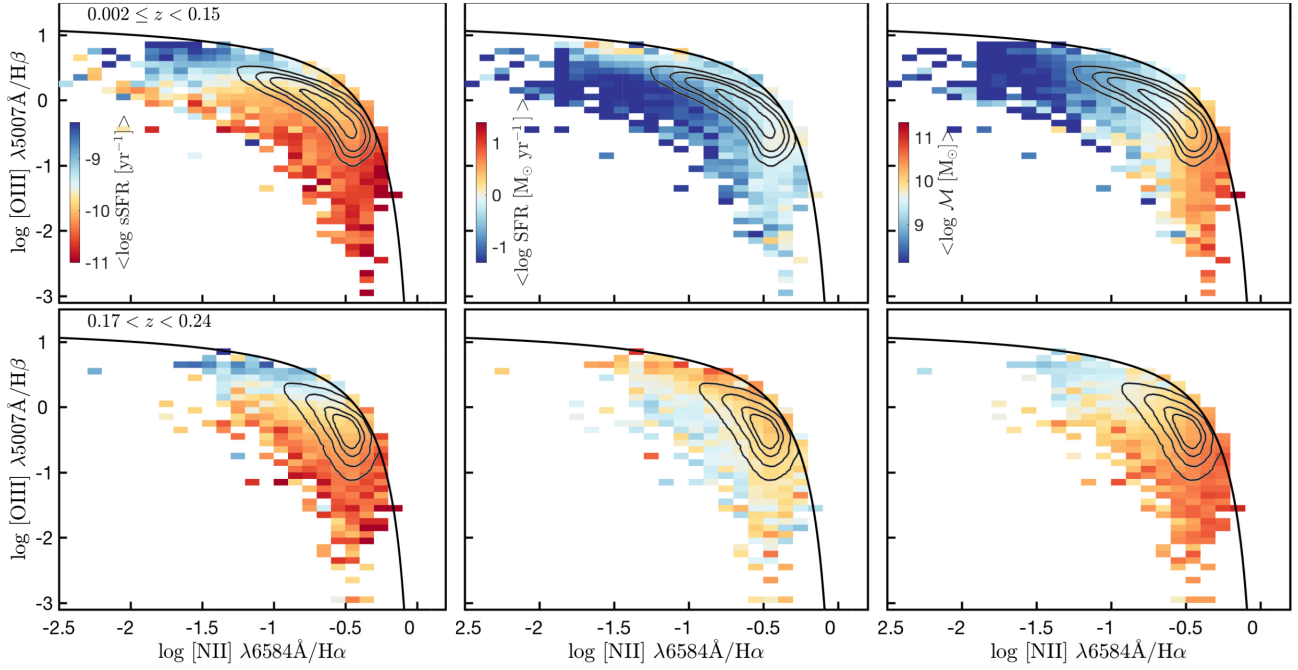 0.002 ≤ z < 0.15
log [OIII] λ5007Å/Hβ
1
0
-1
-2
-3
<log sSFR [yr⁻¹]>
-9
-10
-11
<log SFR [M⊙ yr⁻¹]>
1
0
-1
<log ℳ [M⊙]>
11
10
9
0.17 < z < 0.24
log [OIII] λ5007Å/Hβ
1
0
-1
-2
-3
-2.5 -2 -1.5 -1 -0.5 0
2.5 -2 -1.5 -1 -0.5 0
2.5 -2 -1.5 -1 -0.5 0
log [NII] λ6584Å/Hα
log [NII] λ6584Å/Hα
log [NII] λ6584Å/Hα